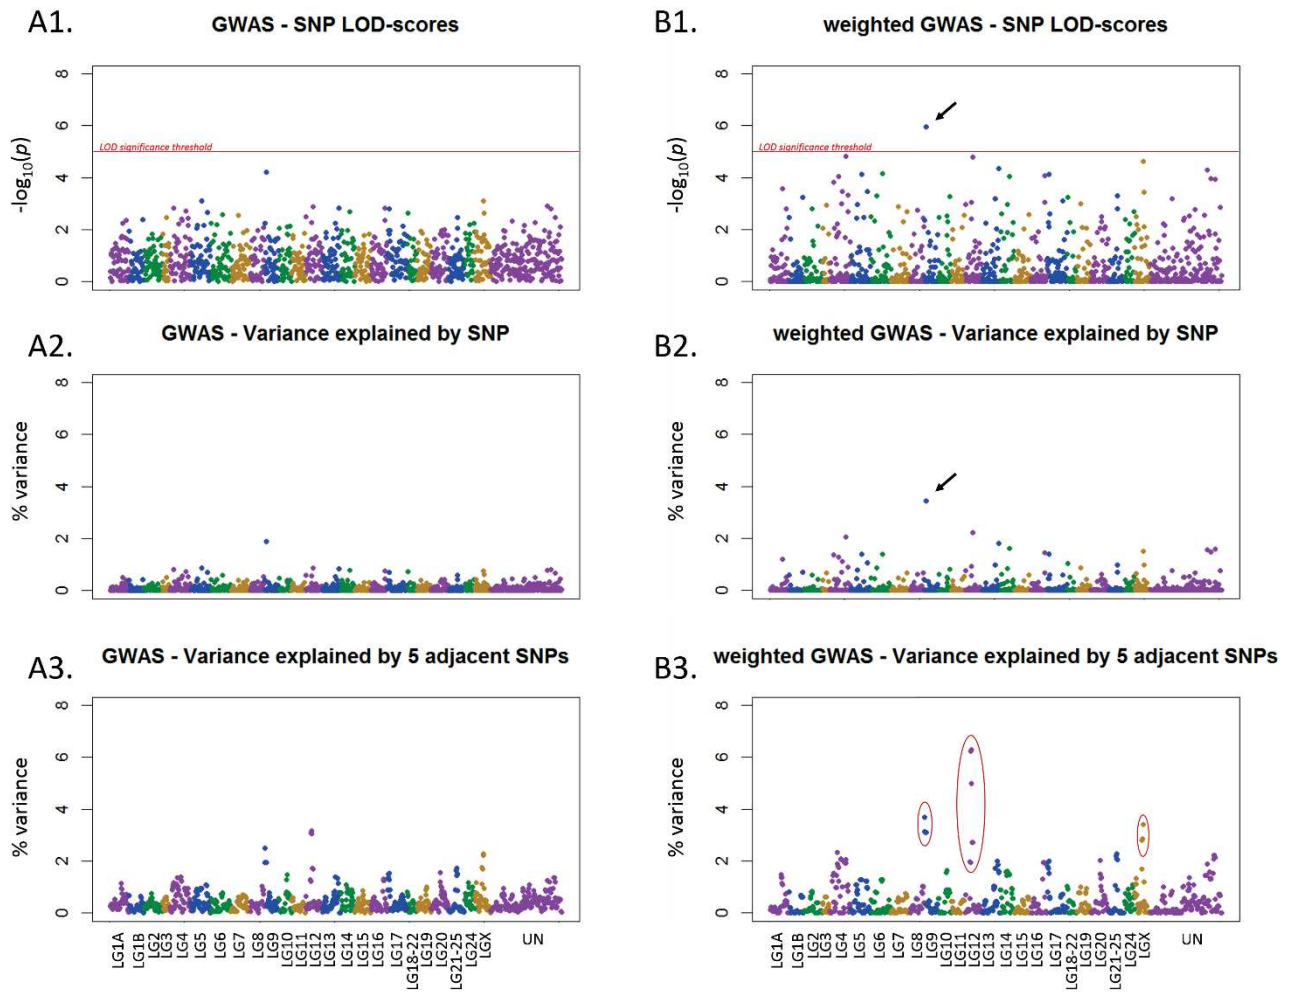 A1.
GWAS - SNP LOD-scores
8
6
4
2
0
-log10(p)
LOD significance threshold
B1.
weighted GWAS - SNP LOD-scores
8
6
4
2
0
-log10(p)
LOD significance threshold
A2.
GWAS - Variance explained by SNP
8
6
4
2
0
% variance
B2.
weighted GWAS - Variance explained by SNP
8
6
4
2
0
% variance
A3.
GWAS - Variance explained by 5 adjacent SNPs
8
6
4
2
0
% variance
LG1A
LG1B
LG2
LG3
LG4
LG5
LG6
LG7
LG8
LG9
LG10
LG11
LG12
LG13
LG14
LG15
LG16
LG17
LG18-22
LG19
LG20
LG21-25
LG24
LGX
UN
B3.
weighted GWAS - Variance explained by 5 adjacent SNPs
8
6
4
2
0
% variance
LG1A
LG1B
LG2
LG3
LG4
LG5
LG6
LG7
LG8
LG9
LG10
LG11
LG12
LG13
LG14
LG15
LG16
LG17
LG18-22
LG19
LG20
LG21-25
LG24
LGX
UN